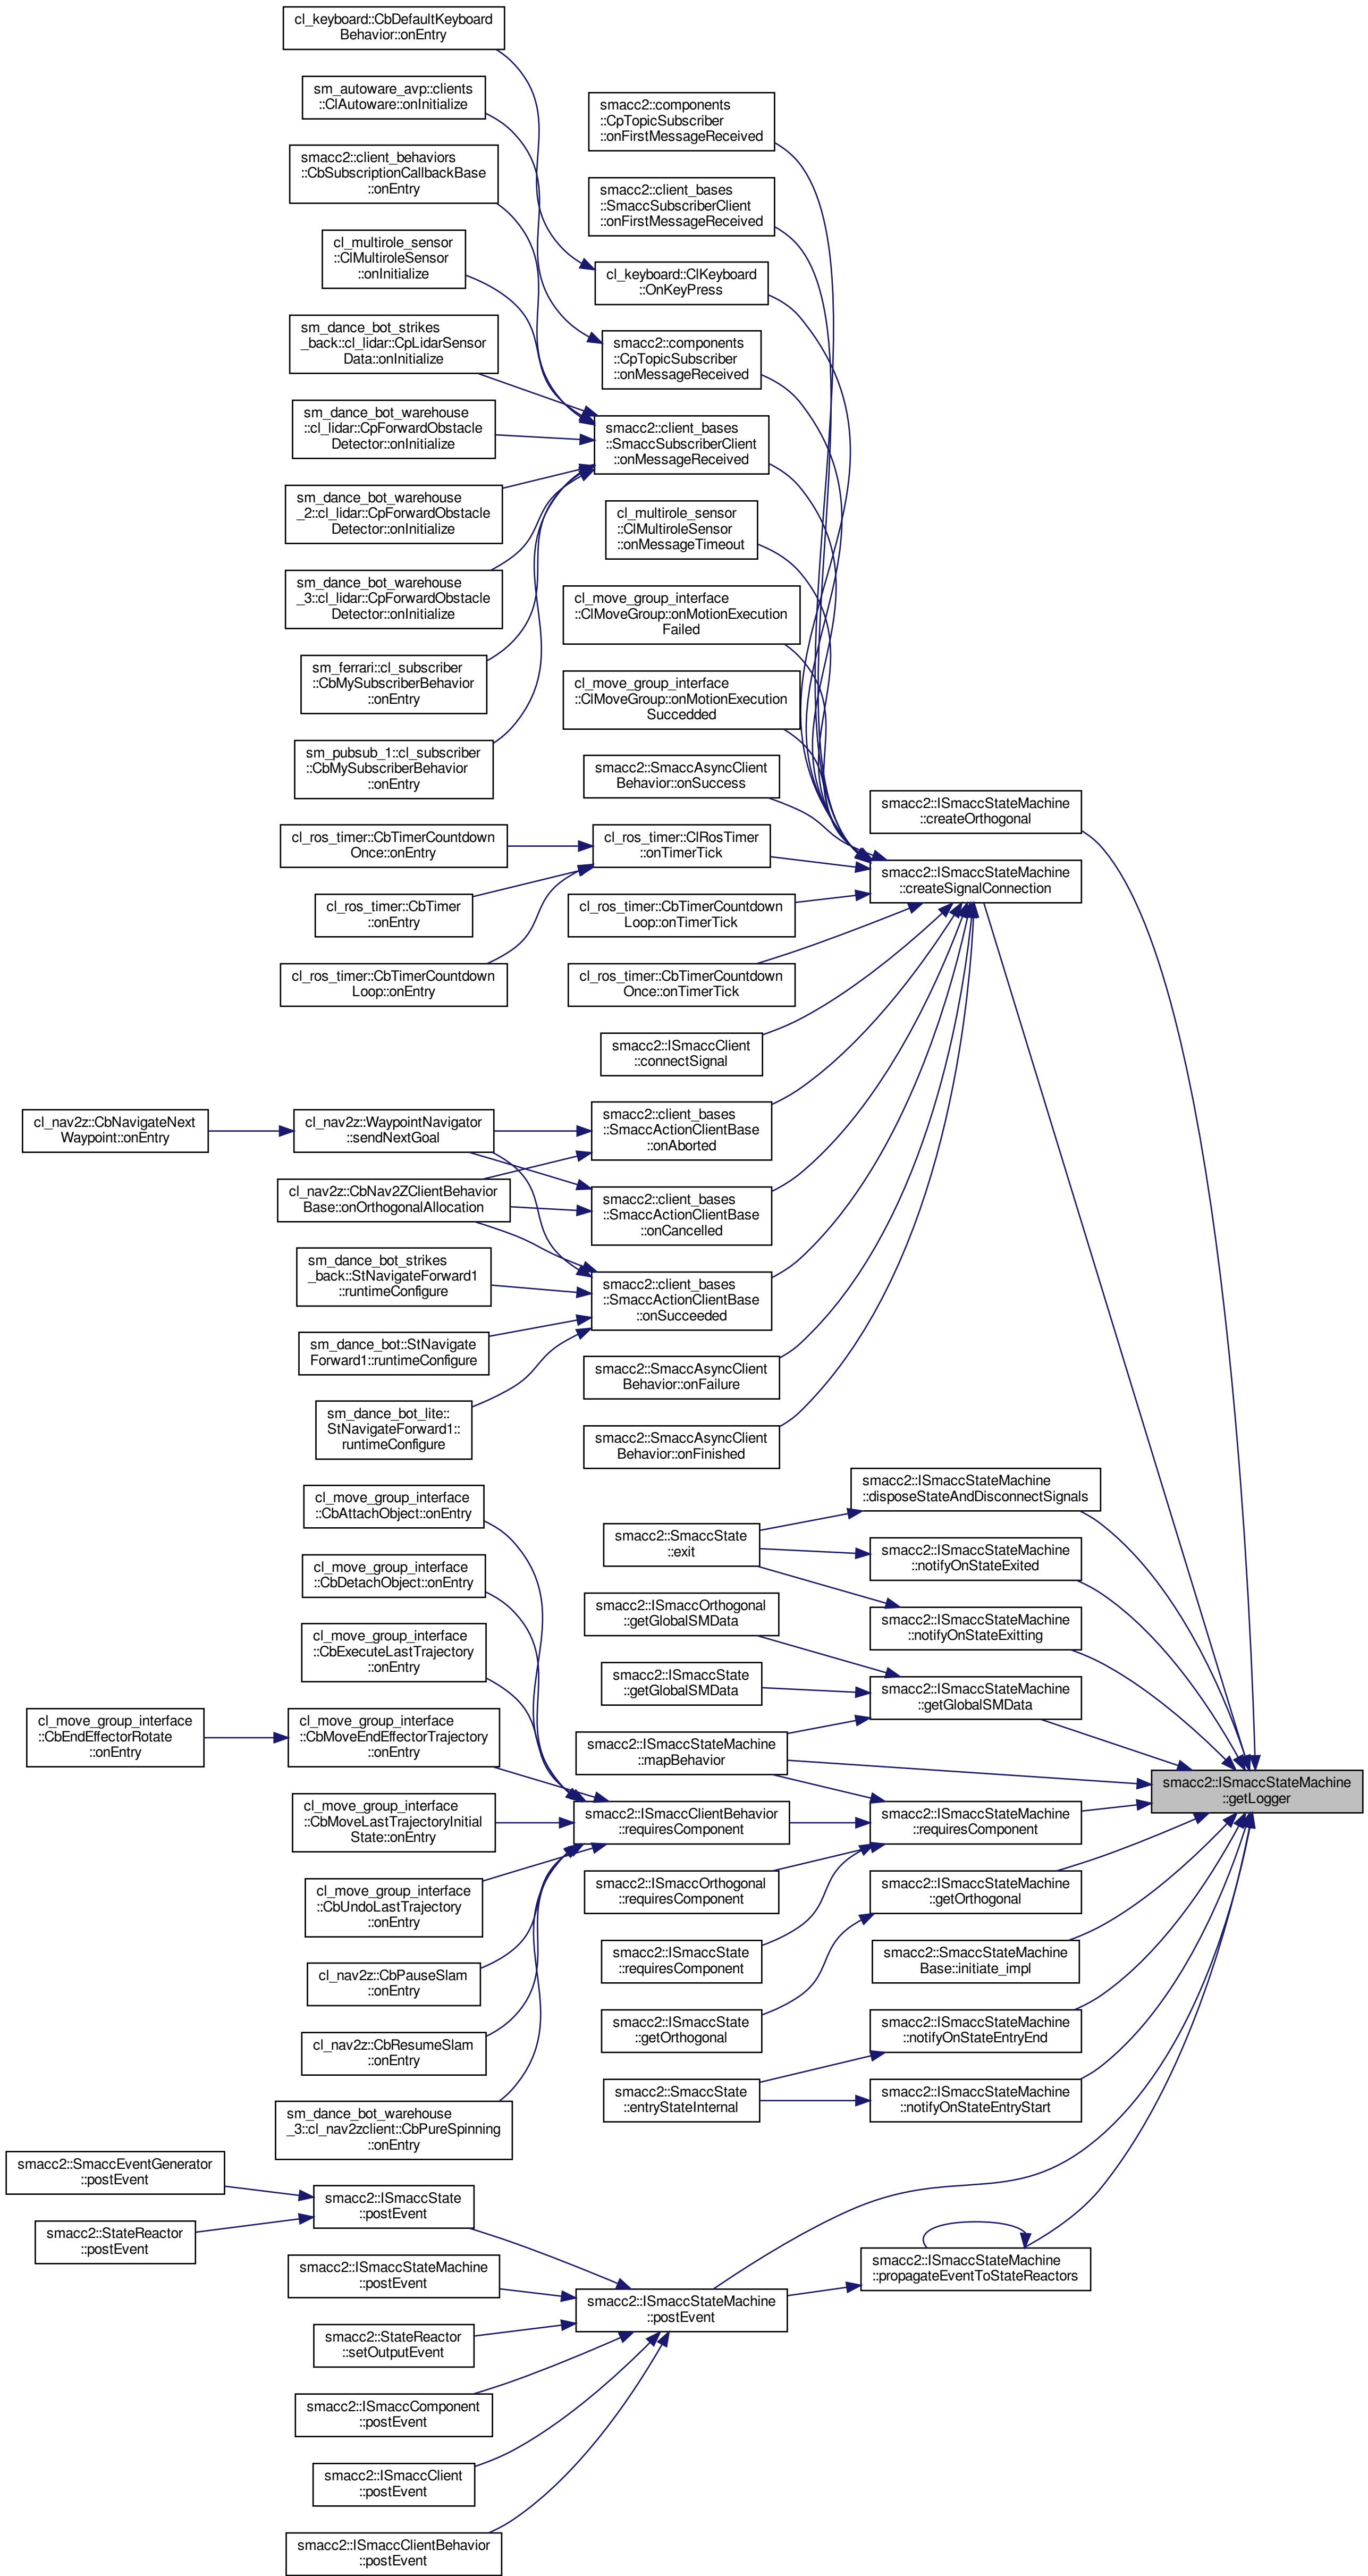 cl_keyboard::CbDefaultKeyboard
Behavior::onEntry
sm_autoware_avp::clients
::ClAutoware::onInitialize
smacc2::client_behaviors
::CbSubscriptionCallbackBase
::onEntry
cl_multirole_sensor
::ClMultiroleSensor
::onInitialize
sm_dance_bot_strikes
_back::cl_lidar::CpLidarSensor
Data::onInitialize
sm_dance_bot_warehouse
::cl_lidar::CpForwardObstacle
Detector::onInitialize
sm_dance_bot_warehouse
_2::cl_lidar::CpForwardObstacle
Detector::onInitialize
sm_dance_bot_warehouse
_3::cl_lidar::CpForwardObstacle
Detector::onInitialize
sm_ferrari::cl_subscriber
::CbMySubscriberBehavior
::onEntry
sm_pubsub_1::cl_subscriber
::CbMySubscriberBehavior
::onEntry
cl_ros_timer::CbTimerCountdown
Once::onEntry
cl_ros_timer::CbTimer
::onEntry
cl_ros_timer::CbTimerCountdown
Loop::onEntry
smacc2::components
::CpTopicSubscriber
::onFirstMessageReceived
smacc2::client_bases
::SmaccSubscriberClient
::onFirstMessageReceived
cl_keyboard::ClKeyboard
::OnKeyPress
smacc2::components
::CpTopicSubscriber
::onMessageReceived
smacc2::client_bases
::SmaccSubscriberClient
::onMessageReceived
cl_multirole_sensor
::ClMultiroleSensor
::onMessageTimeout
cl_move_group_interface
::ClMoveGroup::onMotionExecution
Failed
cl_move_group_interface
::ClMoveGroup::onMotionExecution
Succedded
smacc2::SmaccAsyncClient
Behavior::onSuccess
cl_ros_timer::ClRosTimer
::onTimerTick
cl_ros_timer::CbTimerCountdown
Loop::onTimerTick
cl_ros_timer::CbTimerCountdown
Once::onTimerTick
smacc2::ISmaccClient
::connectSignal
smacc2::ISmaccStateMachine
::createOrthogonal
smacc2::ISmaccStateMachine
::createSignalConnection
cl_nav2z::CbNavigateNext
Waypoint::onEntry
cl_nav2z::WaypointNavigator
::sendNextGoal
cl_nav2z::CbNav2ZClientBehavior
Base::onOrthogonalAllocation
sm_dance_bot_strikes
_back::StNavigateForward1
::runtimeConfigure
sm_dance_bot::StNavigate
Forward1::runtimeConfigure
sm_dance_bot_lite::
StNavigateForward1::
runtimeConfigure
smacc2::client_bases
::SmaccActionClientBase
::onAborted
smacc2::client_bases
::SmaccActionClientBase
::onCancelled
smacc2::client_bases
::SmaccActionClientBase
::onSucceeded
smacc2::SmaccAsyncClient
Behavior::onFailure
smacc2::SmaccAsyncClient
Behavior::onFinished
cl_move_group_interface
::CbAttachObject::onEntry
cl_move_group_interface
::CbDetachObject::onEntry
cl_move_group_interface
::CbExecuteLastTrajectory
::onEntry
cl_move_group_interface
::CbEndEffectorRotate
::onEntry
cl_move_group_interface
::CbMoveEndEffectorTrajectory
::onEntry
cl_move_group_interface
::CbMoveLastTrajectoryInitial
State::onEntry
cl_move_group_interface
::CbUndoLastTrajectory
::onEntry
cl_nav2z::CbPauseSlam
::onEntry
cl_nav2z::CbResumeSlam
::onEntry
sm_dance_bot_warehouse
_3::cl_nav2zclient::CbPureSpinning
::onEntry
smacc2::SmaccState
::exit
smacc2::ISmaccOrthogonal
::getGlobalSMData
smacc2::ISmaccState
::getGlobalSMData
smacc2::ISmaccStateMachine
::mapBehavior
smacc2::ISmaccClientBehavior
::requiresComponent
smacc2::ISmaccOrthogonal
::requiresComponent
smacc2::ISmaccState
::requiresComponent
smacc2::ISmaccState
::getOrthogonal
smacc2::SmaccState
::entryStateInternal
smacc2::ISmaccStateMachine
::disposeStateAndDisconnectSignals
smacc2::ISmaccStateMachine
::notifyOnStateExited
smacc2::ISmaccStateMachine
::notifyOnStateExitting
smacc2::ISmaccStateMachine
::getGlobalSMData
smacc2::ISmaccStateMachine
::requiresComponent
smacc2::ISmaccStateMachine
::getOrthogonal
smacc2::SmaccStateMachine
Base::initiate_impl
smacc2::ISmaccStateMachine
::notifyOnStateEntryEnd
smacc2::ISmaccStateMachine
::notifyOnStateEntryStart
smacc2::ISmaccStateMachine
::getLogger
smacc2::SmaccEventGenerator
::postEvent
smacc2::StateReactor
::postEvent
smacc2::ISmaccState
::postEvent
smacc2::ISmaccStateMachine
::postEvent
smacc2::StateReactor
::setOutputEvent
smacc2::ISmaccComponent
::postEvent
smacc2::ISmaccClient
::postEvent
smacc2::ISmaccClientBehavior
::postEvent
smacc2::ISmaccStateMachine
::postEvent
smacc2::ISmaccStateMachine
::propagateEventToStateReactors